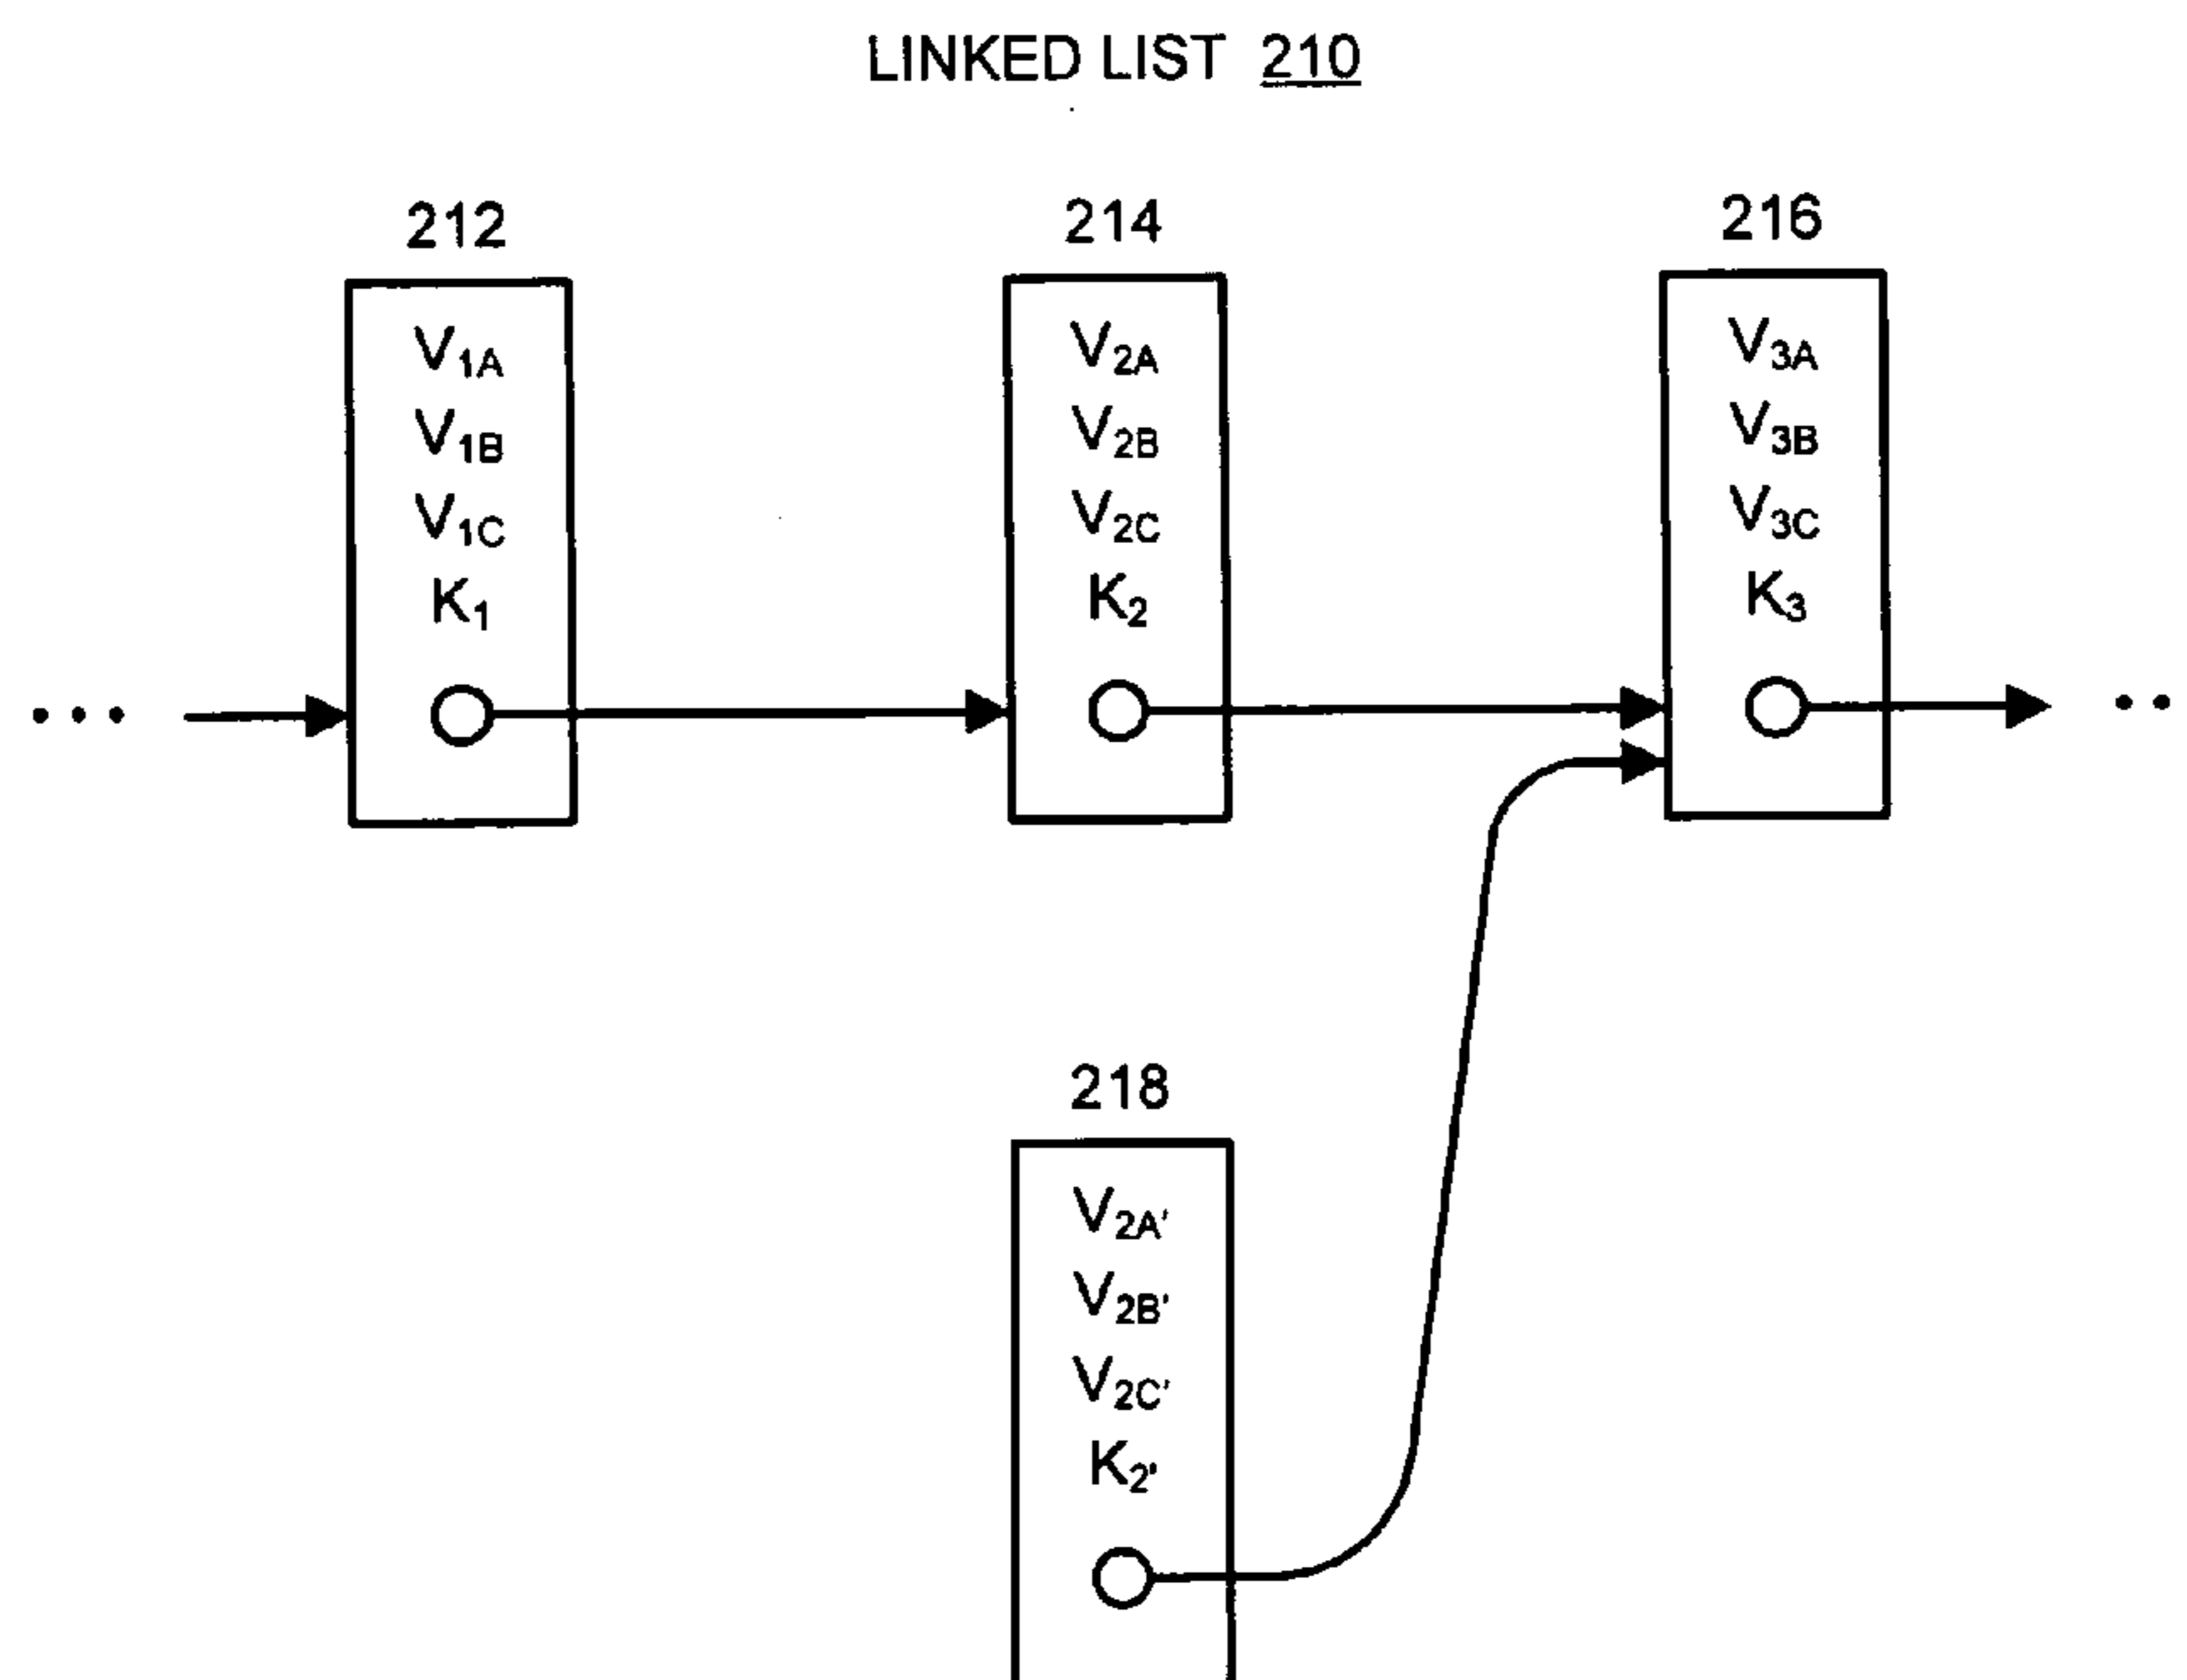 LINKED LIST 210
212 214 216
V1A V2A V3A
V1B V2B V3B
V1C V2C V3C
K1 K2 K3
218
V2A'
V2B'
V2C'
K2'